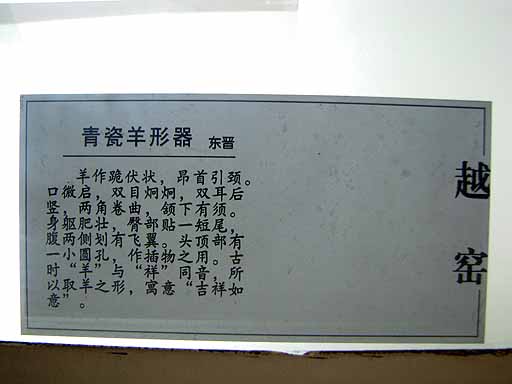 青瓷羊形器 东晋
羊作跪伏状，昂首引颈。
口微启，双目炯炯，双耳后
竖，两角卷曲，颌下有须。
身躯肥壮，臀部贴一短尾，
腹两侧划有飞翼。头顶部有
一小圆孔，作插物之用。古
时“羊”与“祥”同音，所
以“取羊之形，寓意“吉祥如
意”。
越窑